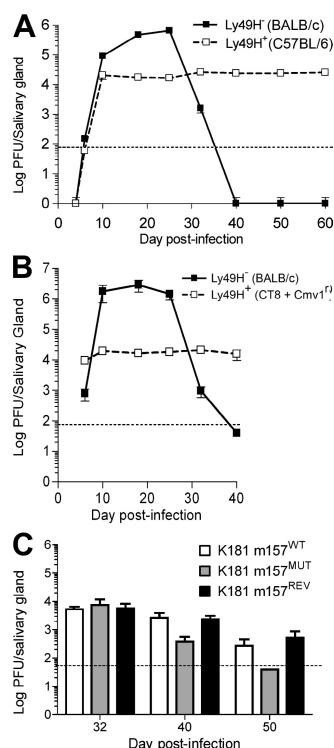 A
Ly49H- (BALB/c)
Ly49H+ (C57BL/6)
Log PFU/Salivary gland
6
5
4
3
2
1
0
0 10 20 30 40 50 60
Day post-infection
B
Ly49H- (BALB/c)
Ly49H+ (CT8 + Cmv1r)
Log PFU/Salivary Gland
7
6
5
4
3
2
1
0
0 10 20 30 40
Day post-infection
C
K181 m157WT
K181 m157MUT
K181 m157REV
Log PFU/Salivary gland
6
5
4
3
2
1
0
32 40 50
Day post-infection